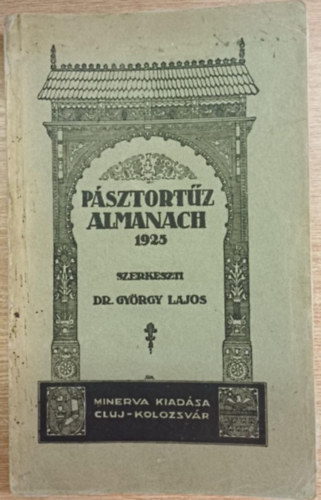 PÁSZTORTŰZ
ALMANACH
1925
SZERKESZTI
DR. GYÖRGY LAJOS
MINERVA KIADÁSA
CLUJ-KOLOZSVÁR